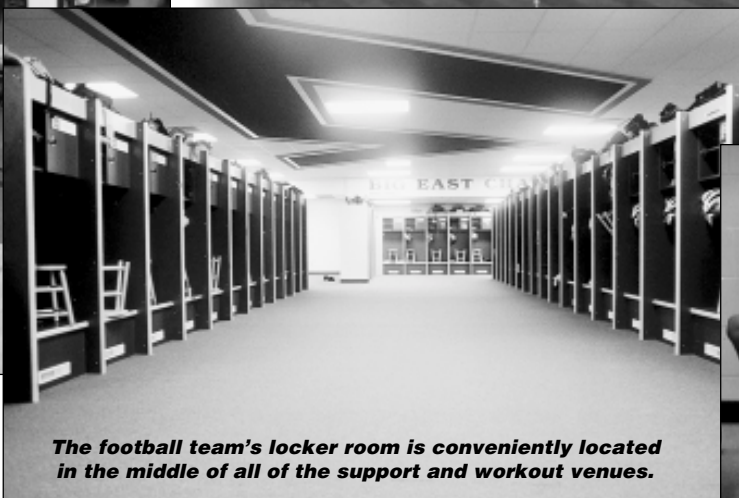 BIG EAST
The football team's locker room is conveniently located
in the middle of all of the support and workout venues.